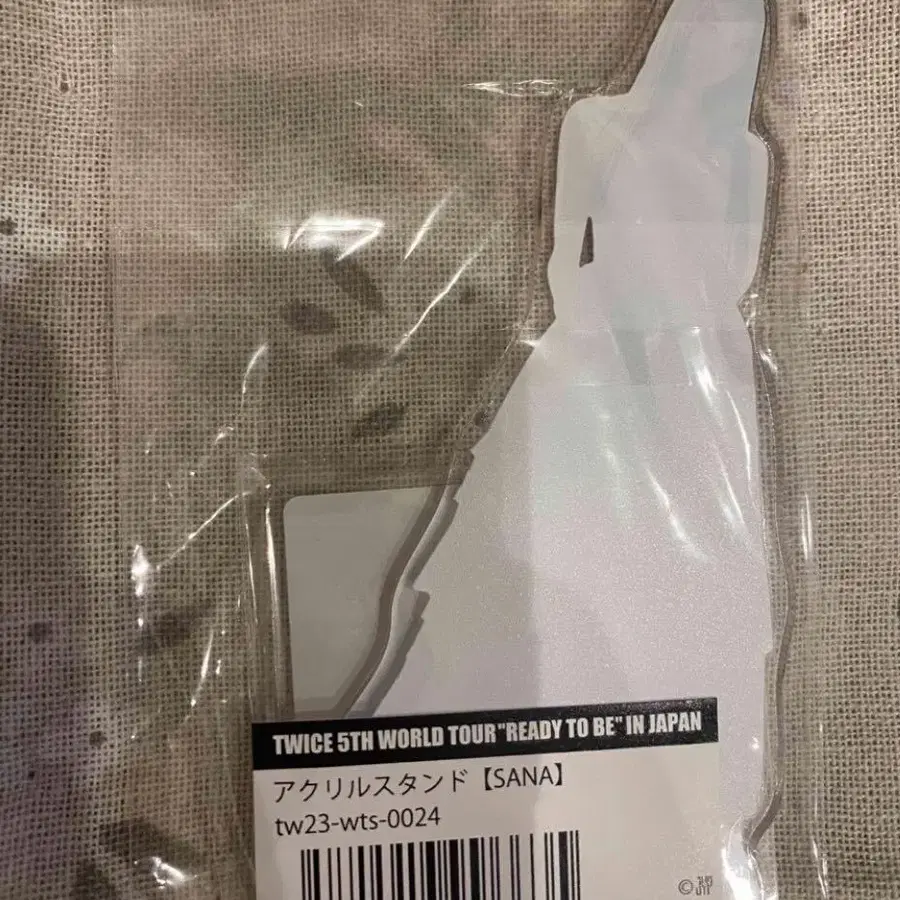 TWICE 5TH WORLD TOUR "READY TO BE" IN JAPAN
アクリルスタンド【SANA】
tw23-wts-0024
©